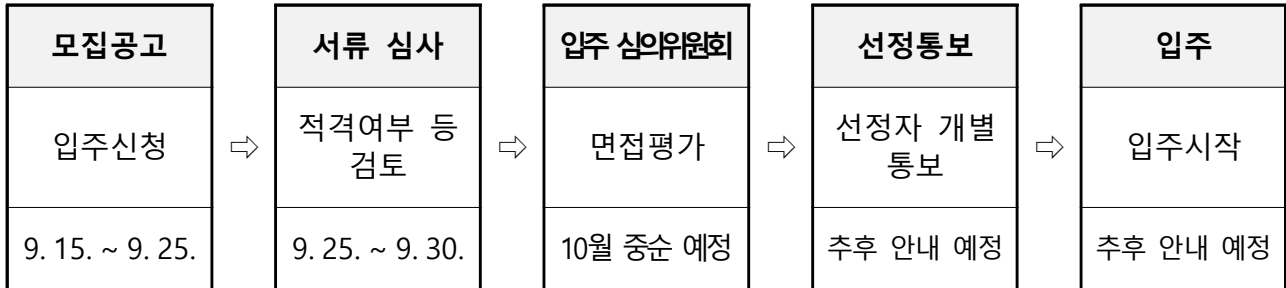 모집공고
입주신청
9. 15. ~ 9. 25.
⇨
서류 심사
적격여부 등
검토
9. 25. ~ 9. 30.
⇨
입주 심의위원회
면접평가
10월 중순 예정
⇨
선정통보
선정자 개별
통보
추후 안내 예정
⇨
입주
입주시작
추후 안내 예정